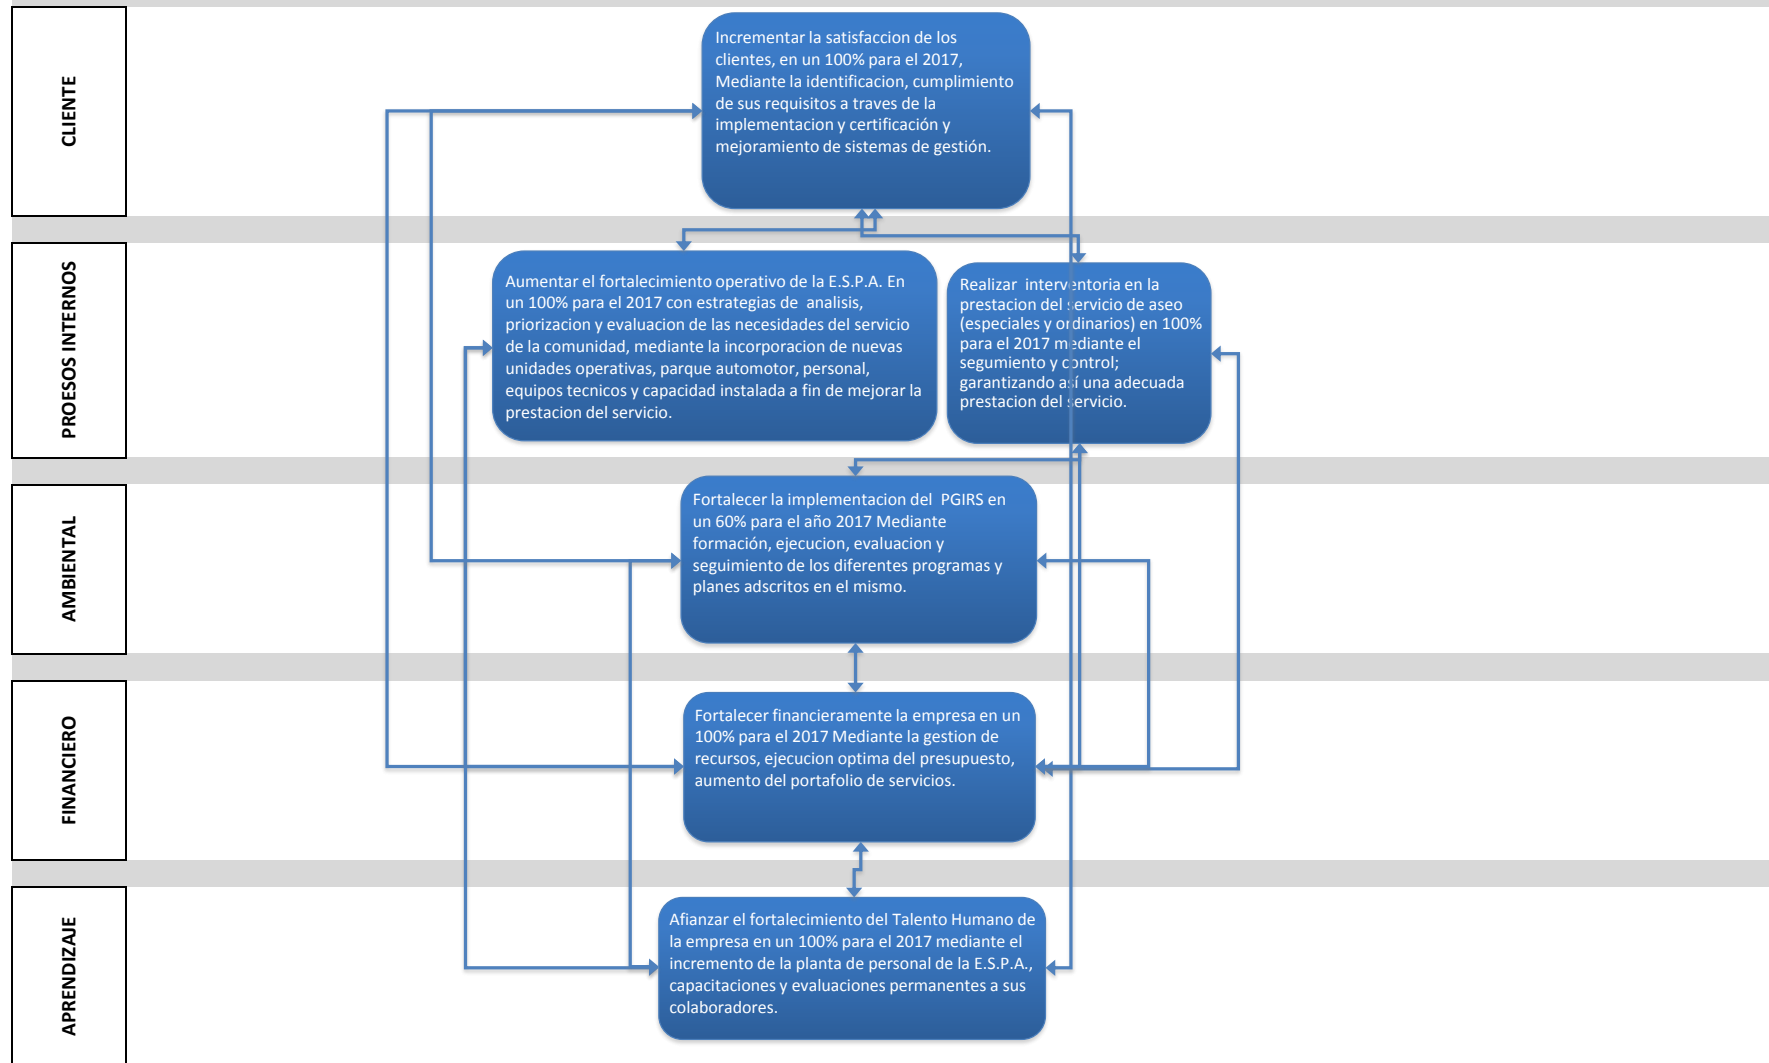 CLIENTE
Incrementar la satisfaccion de los
clientes, en un 100% para el 2017,
Mediante la identificacion, cumplimiento
de sus requisitos a traves de la
implementacion y certificación y
mejoramiento de sistemas de gestión.
PROESOS INTERNOS
Aumentar el fortalecimiento operativo de la E.S.P.A. En
un 100% para el 2017 con estrategias de analisis,
priorizacion y evaluacion de las necesidades del servicio
de la comunidad, mediante la incorporacion de nuevas
unidades operativas, parque automotor, personal,
equipos tecnicos y capacidad instalada a fin de mejorar la
prestacion del servicio.
Realizar interventoria en la
prestacion del servicio de aseo
(especiales y ordinarios) en 100%
para el 2017 mediante el
segumiento y control;
garantizando así una adecuada
prestacion del servicio.
AMBIENTAL
Fortalecer la implementacion del PGIRS en
un 60% para el año 2017 Mediante
formación, ejecucion, evaluacion y
seguimiento de los diferentes programas y
planes adscritos en el mismo.
FINANCIERO
Fortalecer financieramente la empresa en un
100% para el 2017 Mediante la gestion de
recursos, ejecucion optima del presupuesto,
aumento del portafolio de servicios.
APRENDIZAJE
Afianzar el fortalecimiento del Talento Humano de
la empresa en un 100% para el 2017 mediante el
incremento de la planta de personal de la E.S.P.A.,
capacitaciones y evaluaciones permanentes a sus
colaboradores.